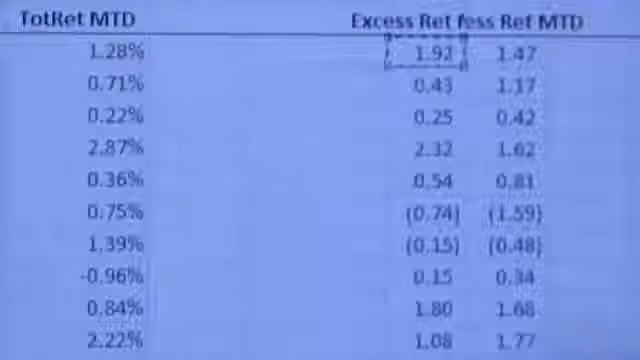 TotRet MTD Excess Ret ess Ret MTD
1.28% 1.92 1.47
0.71% 0.43 1.17
0.22% 0.25 0.42
2.87% 2.32 1.62
0.36% 0.54 0.81
0.75% (0.74) (1.59)
1.39% (0.15) (0.48)
-0.96% 0.15 0.34
0.84% 1.80 1.68
2.22% 1.08 1.77